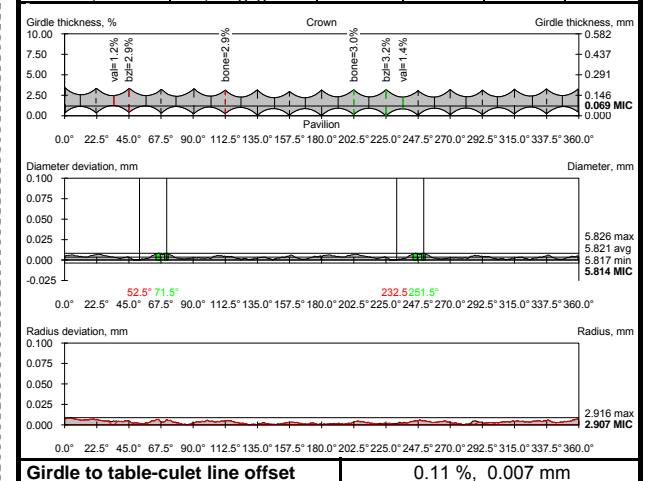 Girdle thickness, % Crown Girdle thickness, mm
10.00 0.582
7.50 0.437
5.00 0.291
2.50 0.146
0.069 MIC
0.00 0.000
val=1.2% bzl=2.9% bone=2.9% bone=3.0% bzl=3.2% val=1.4%
Pavilion
0.0° 22.5° 45.0° 67.5° 90.0° 112.5° 135.0° 157.5° 180.0° 202.5° 225.0° 247.5° 270.0° 292.5° 315.0° 337.5° 360.0°
Diameter deviation, mm Diameter, mm
0.100
0.075
0.050
0.025
0.000
-0.025
5.826 max
5.821 avg
5.817 min
5.814 MIC
52.5° 71.5° 232.5 251.5°
0.0° 22.5° 45.0° 67.5° 90.0° 112.5° 135.0° 157.5° 180.0° 202.5° 225.0° 247.5° 270.0° 292.5° 315.0° 337.5° 360.0°
Radius deviation, mm Radius, mm
0.100
0.075
0.050
0.025
0.000
2.916 max
2.907 MIC
0.0° 22.5° 45.0° 67.5° 90.0° 112.5° 135.0° 157.5° 180.0° 202.5° 225.0° 247.5° 270.0° 292.5° 315.0° 337.5° 360.0°
Girdle to table-culet line offset 0.11 %, 0.007 mm